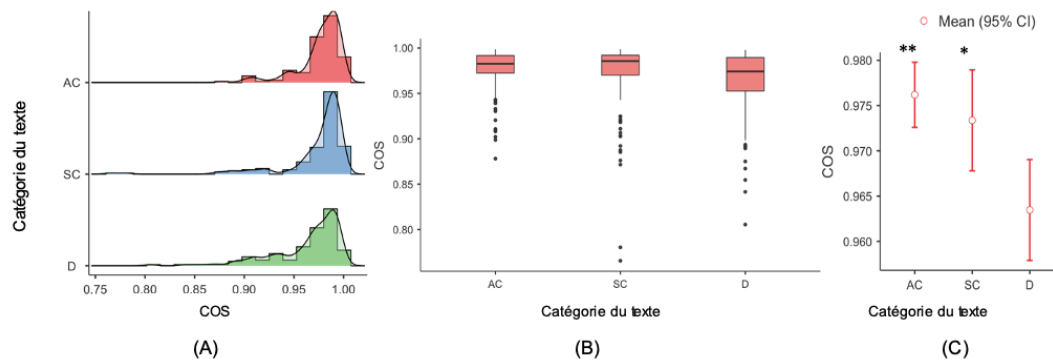 Catégorie du texte
AC
SC
D
0.75 0.80 0.85 0.90 0.95 1.00
COS
(A)
COS
1.00
0.95
0.90
0.85
0.80
AC SC D
Catégorie du texte
(B)
Mean (95% CI)
** *
COS
0.980
0.975
0.970
0.965
0.960
AC SC D
Catégorie du texte
(C)